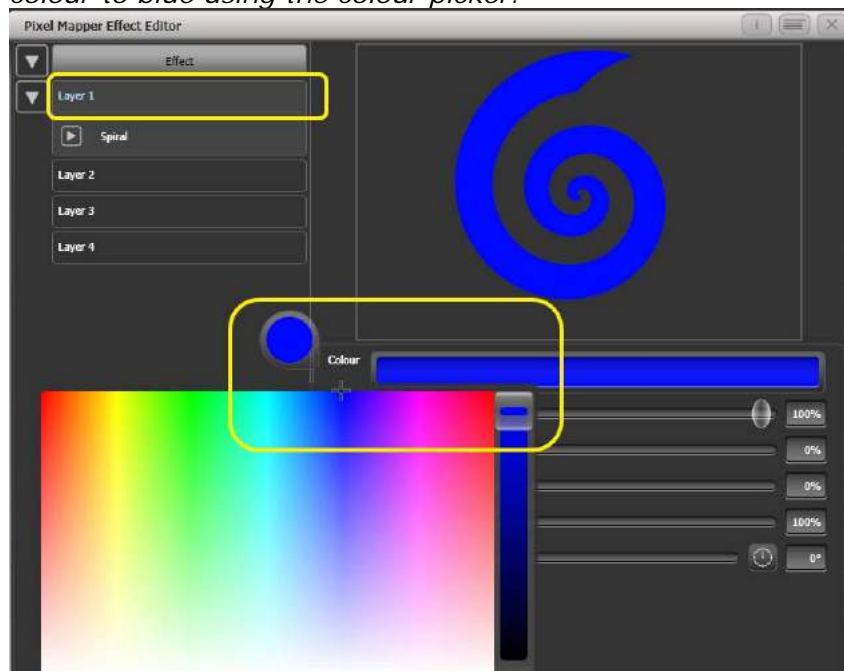 colour to blue using the colour picker.
Pixel Mapper Effect Editor
Effect
Layer 1
Spiral
Layer 2
Layer 3
Layer 4
Colour
100%
0%
0%
100%
0°